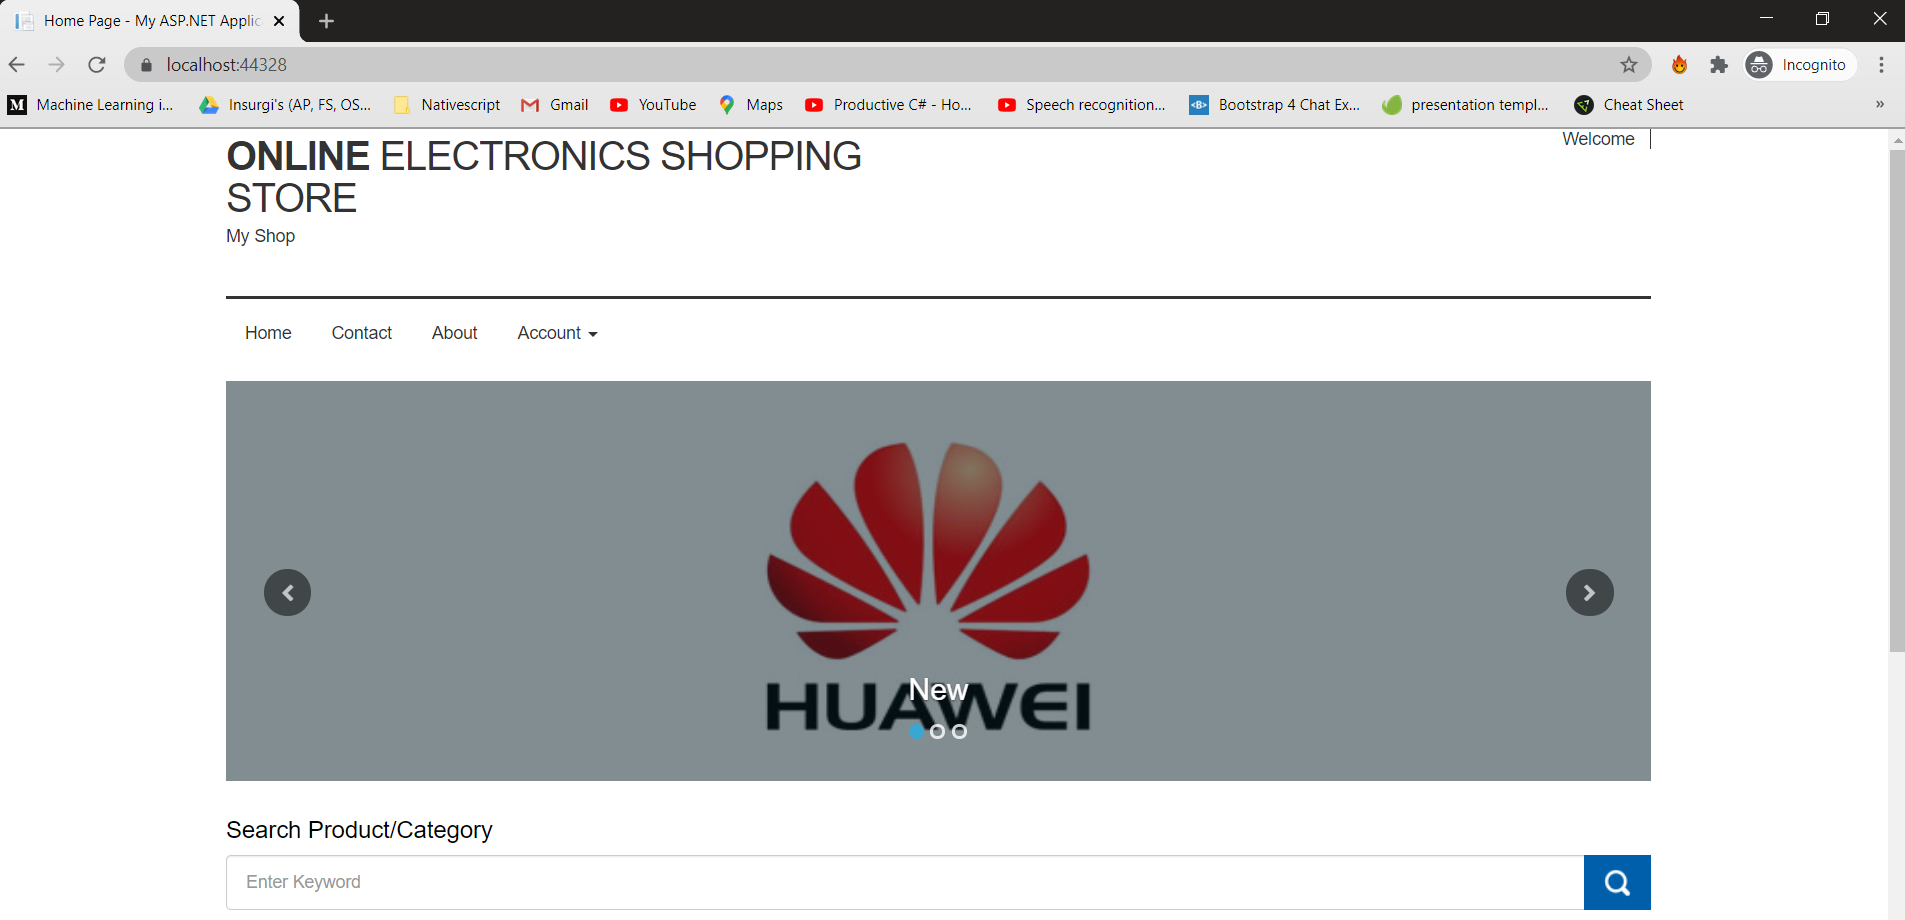 Home Page - My ASP.NET Applic
localhost:44328
Incognito
Machine Learning i...
Insurgi's (AP, FS, OS...
Nativescript
Gmail
YouTube
Maps
Productive C# - Ho...
Speech recognition...
Bootstrap 4 Chat Ex...
presentation templ...
Cheat Sheet
»
Welcome
ONLINE ELECTRONICS SHOPPING
STORE
My Shop
Home
Contact
About
Account
New
HUAWEI
Search Product/Category
Enter Keyword